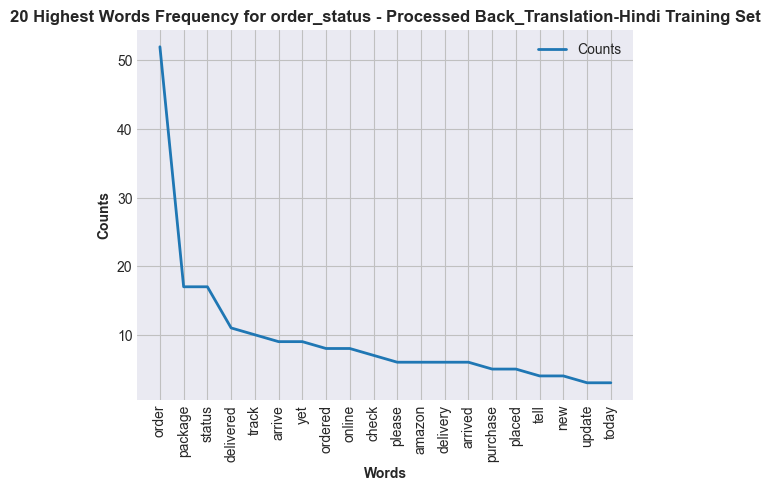 20 Highest Words Frequency for order_status - Processed Back_Translation-Hindi Training Set
Counts
50
40
30
20
10
Counts
order
package
status
delivered
track
arrive
yet
ordered
online
check
please
amazon
delivery
arrived
purchase
placed
tell
new
update
today
Words